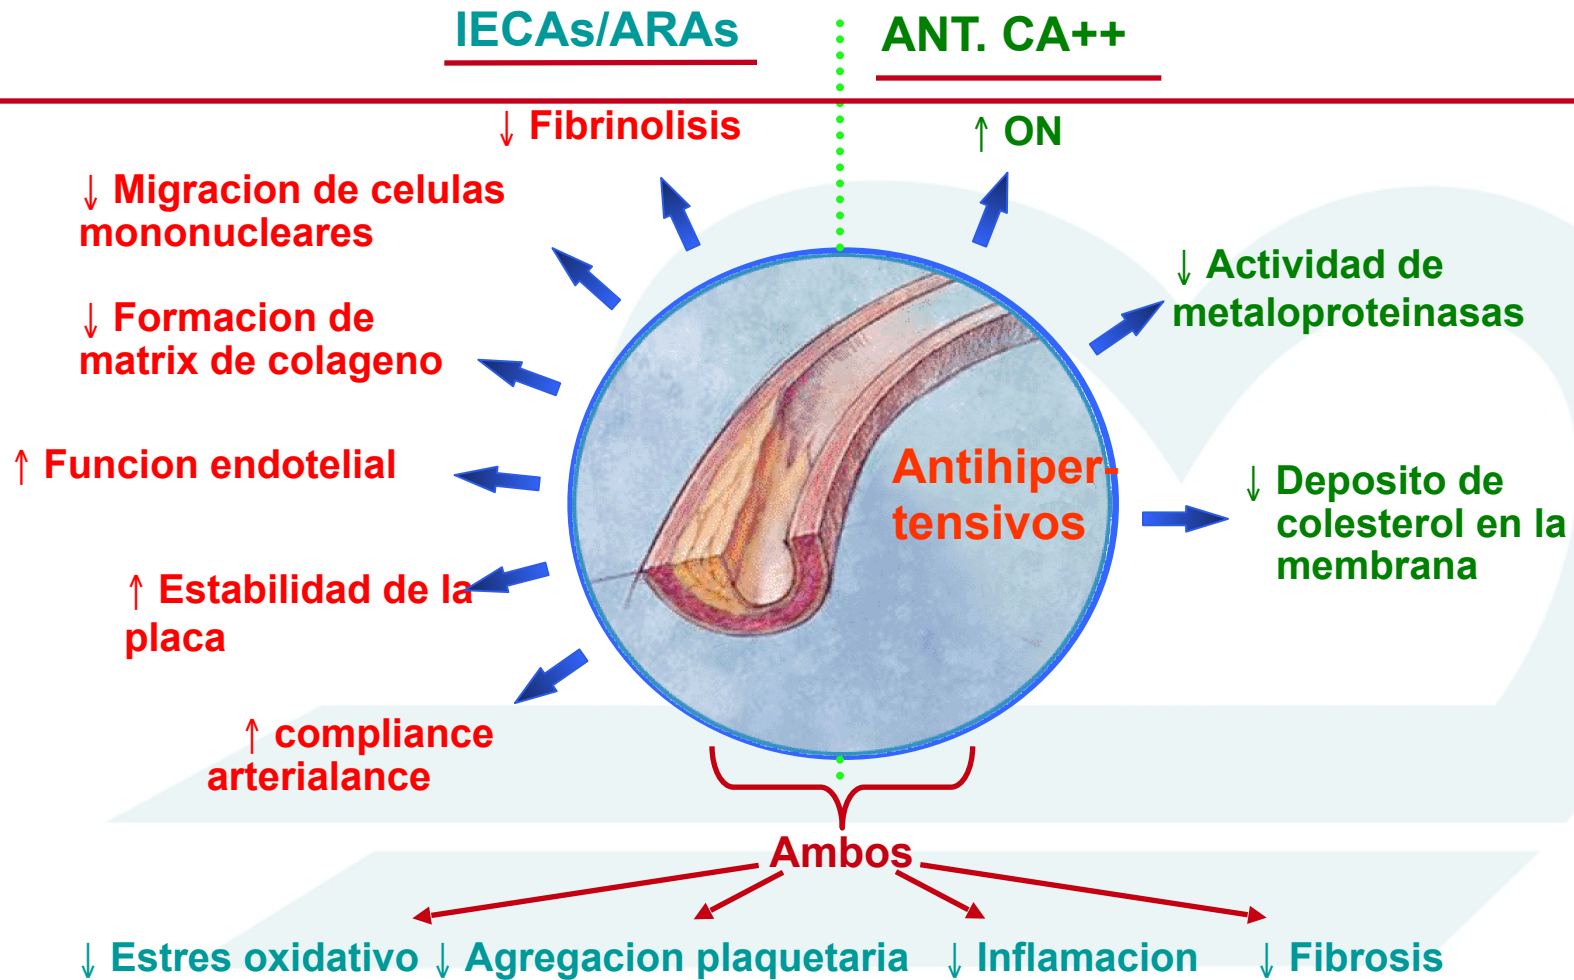 IECAs/ARAs
ANT. CA++
↓ Fibrinolisis
↑ ON
↓ Migracion de celulas
mononucleares
↓ Formacion de
matrix de colageno
↑ Funcion endotelial
↑ Estabilidad de la
placa
↑ compliance
arterialance
↓ Actividad de
metaloproteinasas
↓ Deposito de
colesterol en la
membrana
Antihiper-
tensivos
Ambos
↓ Estres oxidativo ↓ Agregacion plaquetaria ↓ Inflamacion ↓ Fibrosis